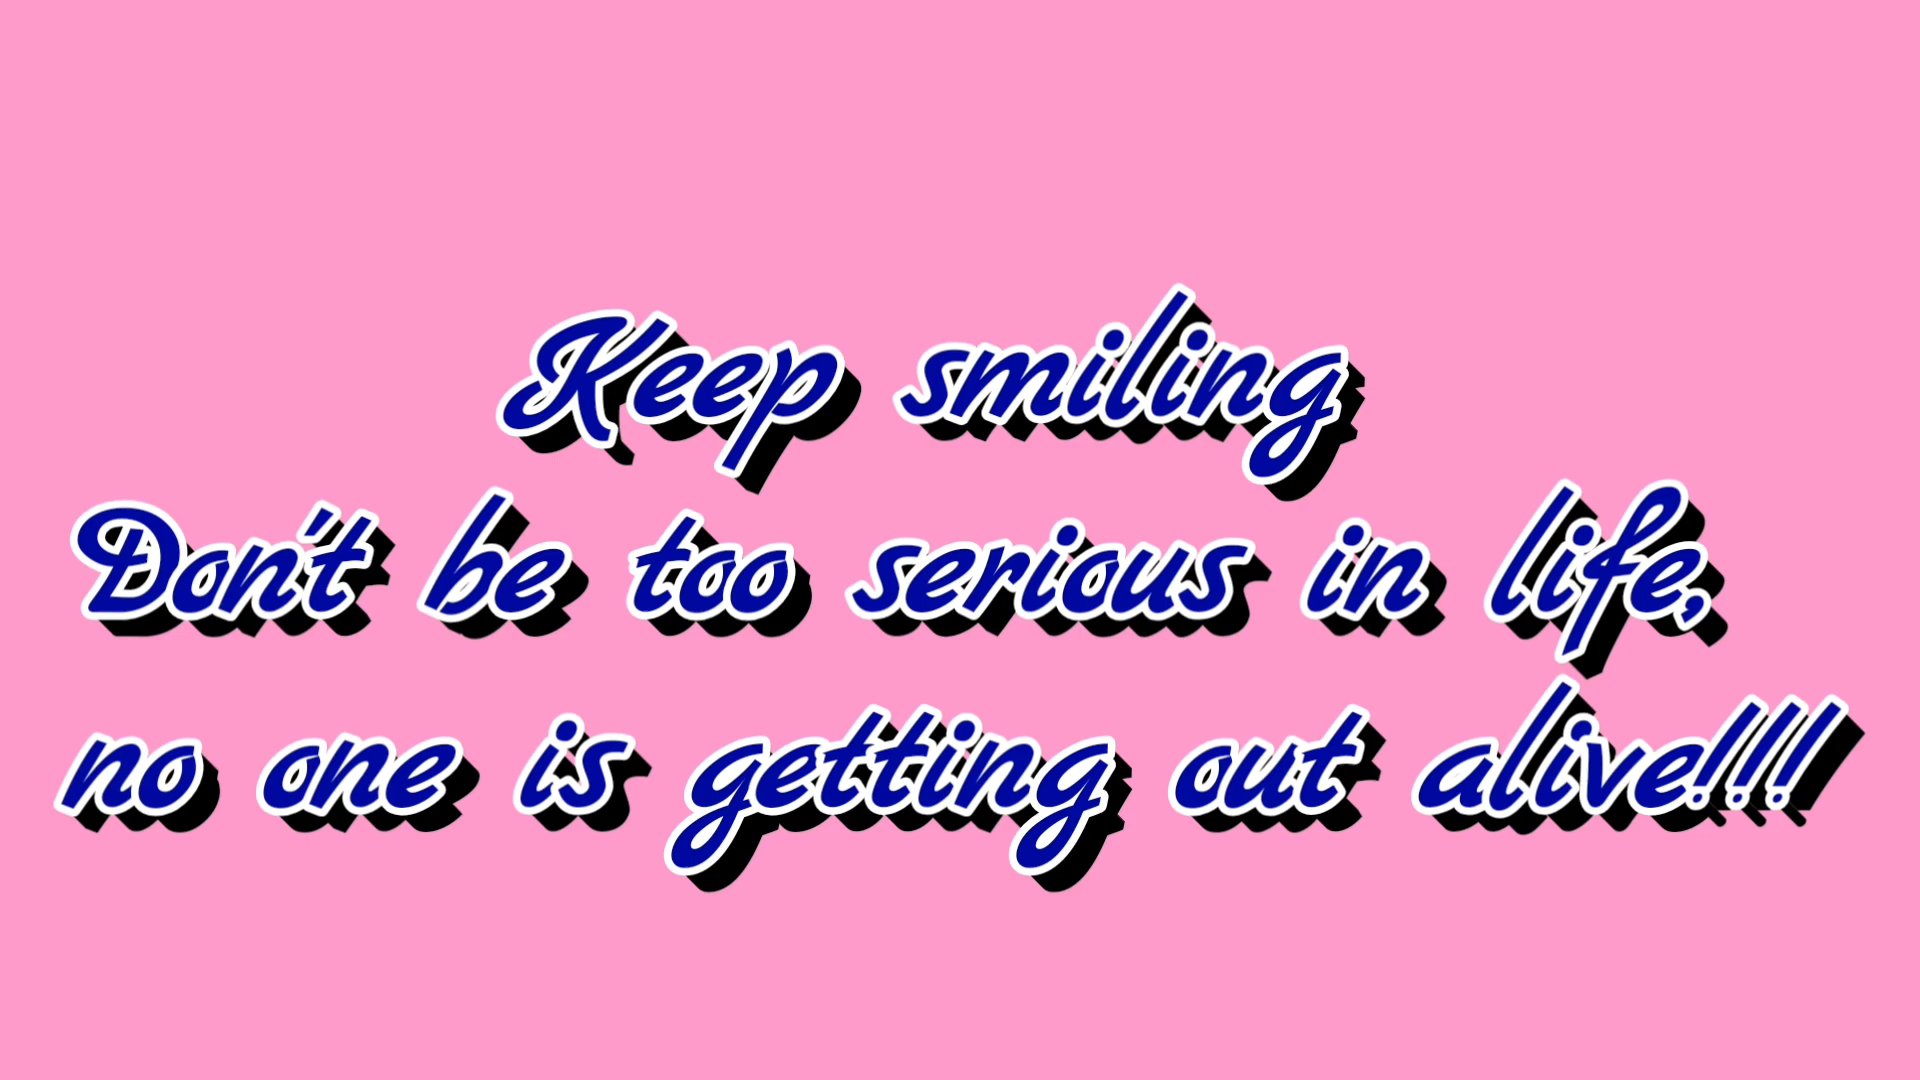 Keep smiling
Don't be too serious in life,
no one is getting out alive!!!